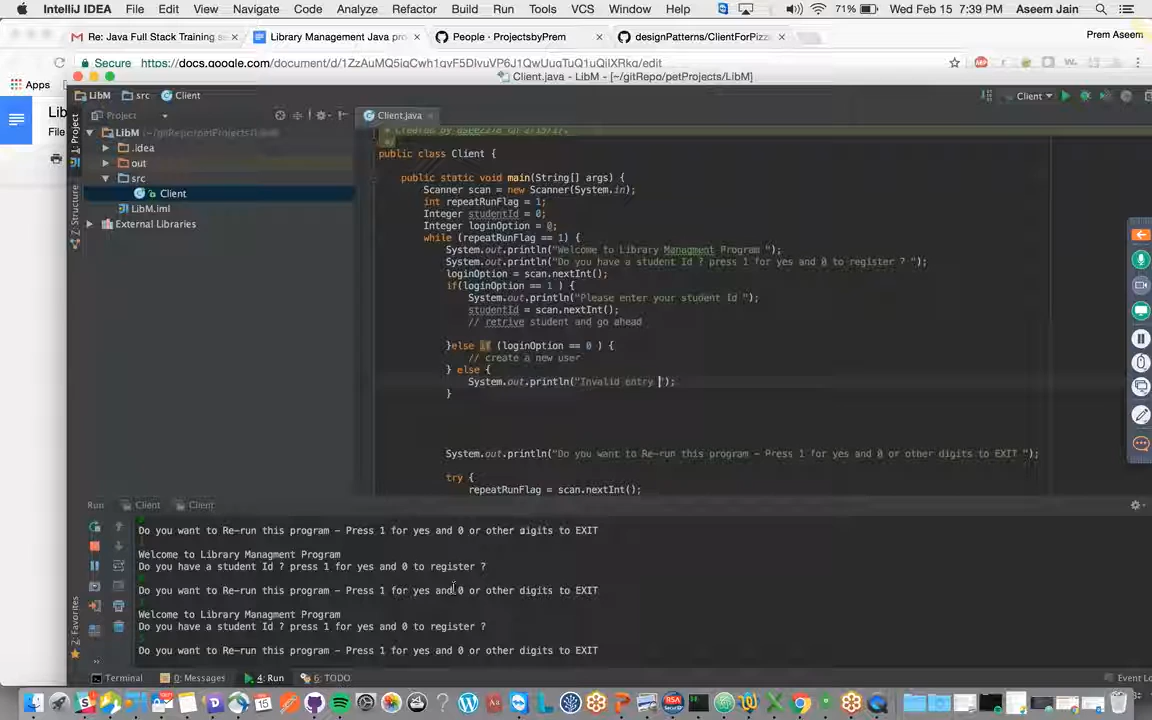 IntelliJ IDEA File Edit View Navigate Code Analyze Refactor Build Run Tools VCS Window Help 71% Wed Feb 15 7:39 PM Aseem Jain
Re: Java Full Stack Training s × Library Management Java pro × People · ProjectsbyPrem × designPatterns/ClientForPizz × Prem Aseem
Secure https://docs.google.com/document/d/
Apps
Client.java - LibM - [~/gitRepo/petProjects/LibM]
LibM src Client Client
Lib
File
Project
Client.java
1: Project
LibM
.idea
out
src
Client
LibM.iml
External Libraries
7: Structure
public class Client {
public static void main(String[] args) {
Scanner scan = new Scanner(System.in);
int repeatRunFlag = 1;
Integer studentId = 0;
Integer loginOption = 0;
while (repeatRunFlag == 1) {
System.out.println("Welcome to Library Managment Program ");
System.out.println("Do you have a student Id ? press 1 for yes and 0 to register ? ");
loginOption = scan.nextInt();
if(loginOption == 1 ) {
System.out.println("Please enter your student Id ");
studentId = scan.nextInt();
// retrive student and go ahead
}else if (loginOption == 0 ) {
// create a new user
} else {
System.out.println("Invalid entry ");
}
System.out.println("Do you want to Re-run this program - Press 1 for yes and 0 or other digits to EXIT ");
try {
repeatRunFlag = scan.nextInt();
Run Client Client
Do you want to Re-run this program - Press 1 for yes and 0 or other digits to EXIT
Welcome to Library Managment Program
Do you have a student Id ? press 1 for yes and 0 to register ?
Do you want to Re-run this program - Press 1 for yes and 0 or other digits to EXIT
Welcome to Library Managment Program
Do you have a student Id ? press 1 for yes and 0 to register ?
Do you want to Re-run this program - Press 1 for yes and 0 or other digits to EXIT
2: Favorites
Terminal 0: Messages 4: Run 6: TODO Event Lo